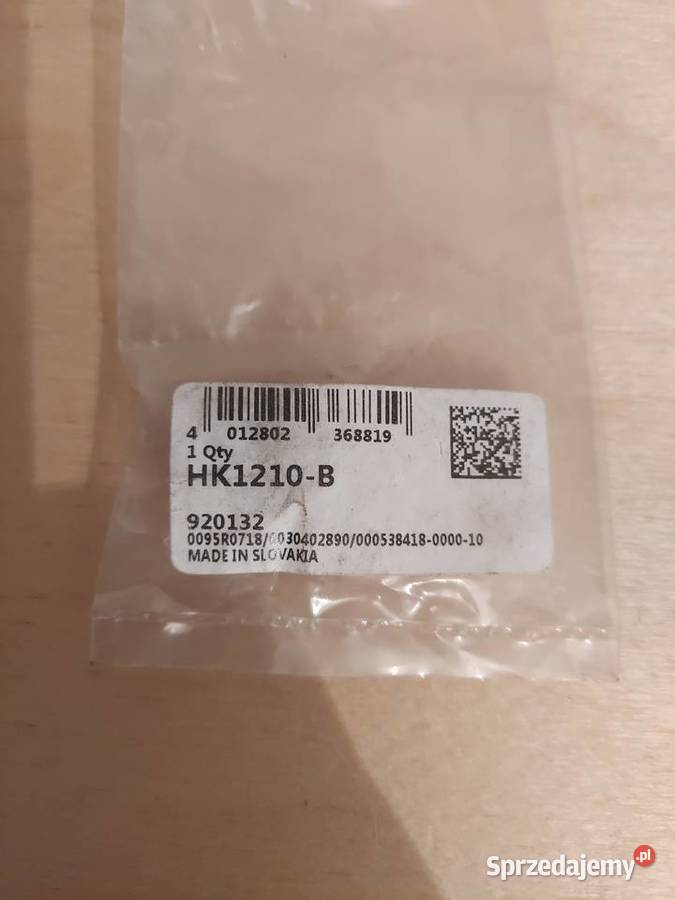 4 012802 368819
1 Qty
HK1210-B
920132
0095R0718/0030402890/000538418-0000-10
MADE IN SLOVAKIA
Sprzedajemy.pl